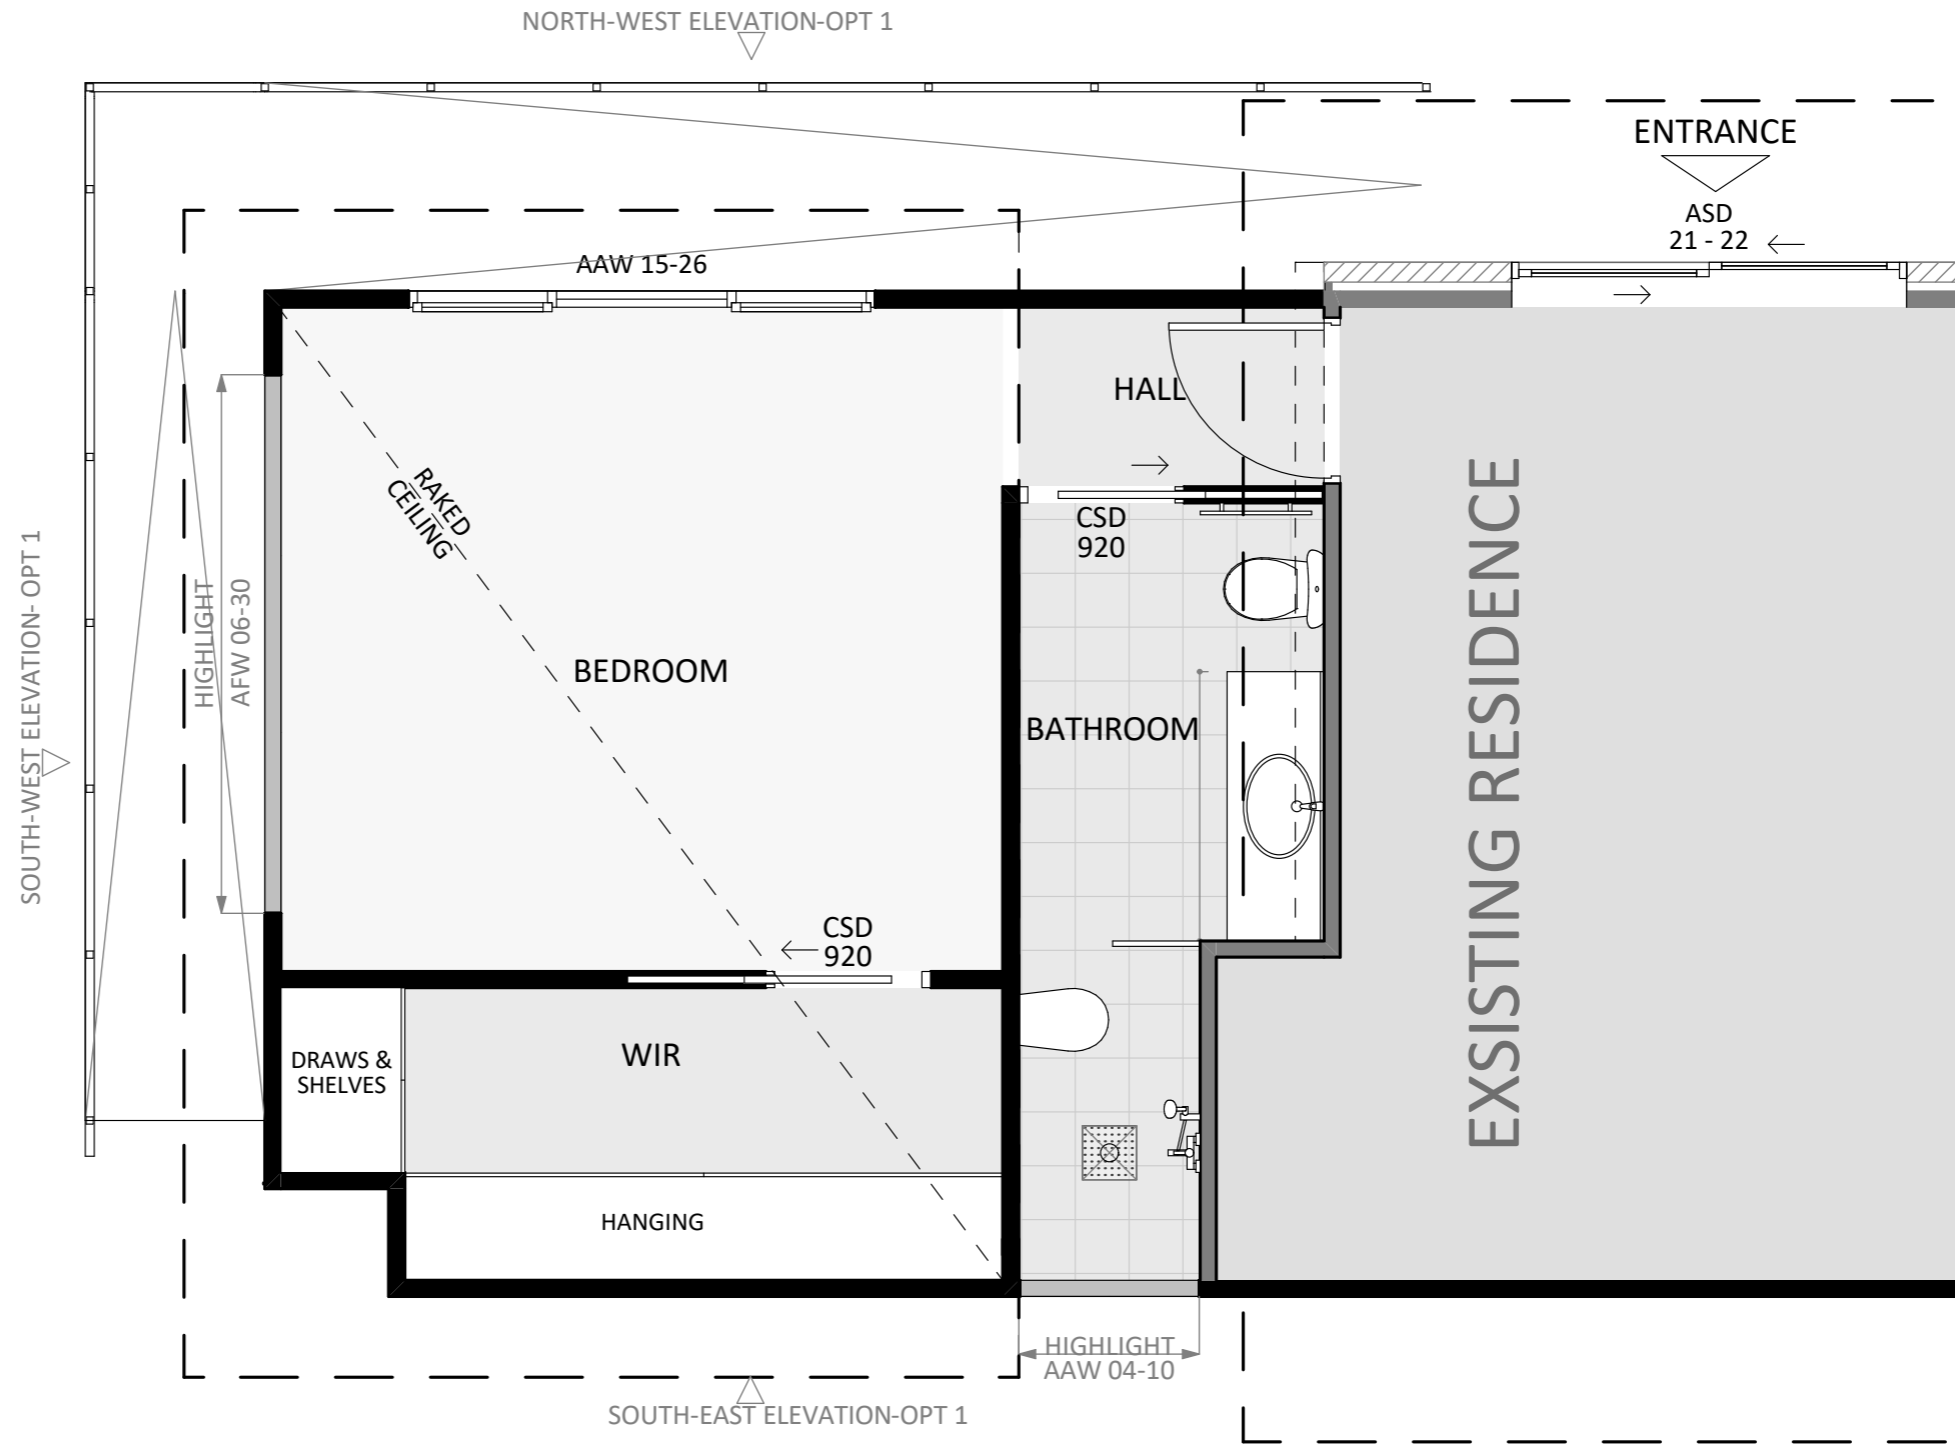 NORTH-WEST ELEVATION-OPT 1
ENTRANCE
ASD
21 - 22
AAW 15-26
HALL
RAKED
CEILING
CSD
920
EXSISTING RESIDENCE
SOUTH-WEST ELEVATION- OPT 1
HIGHLIGHT
AFW 06-30
BEDROOM
BATHROOM
CSD
920
WIR
DRAWS &
SHELVES
HANGING
HIGHLIGHT
AAW 04-10
SOUTH-EAST ELEVATION-OPT 1